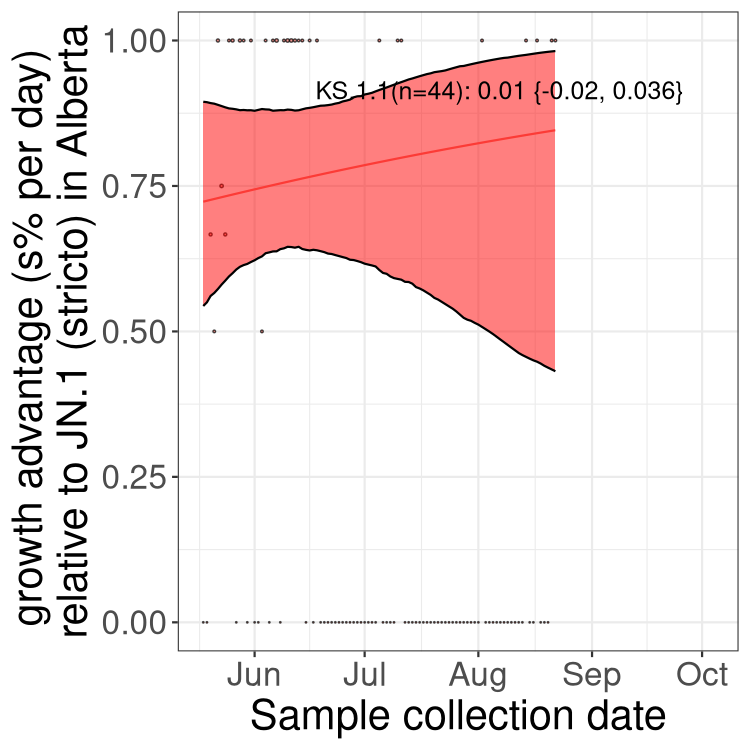 growth advantage (s% per day)
relative to JN.1 (stricto) in Alberta
1.00
0.75
0.50
0.25
0.00
KS.1.1(n=44): 0.01 {-0.02, 0.036}
Jun Jul Aug Sep Oct
Sample collection date